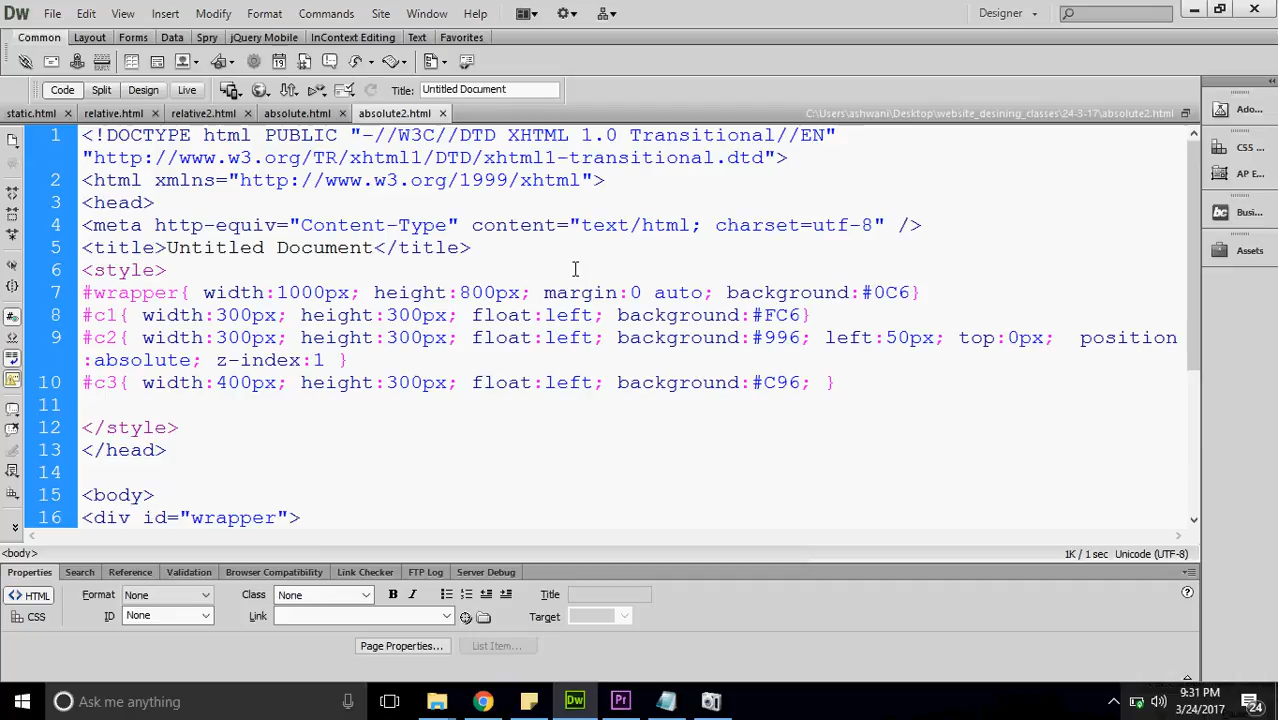 Dw File Edit View Insert Modify Format Commands Site Window Help Designer
Common Layout Forms Data Spry jQuery Mobile InContext Editing Text Favorites
Code Split Design Live Title: Untitled Document
static.html relative.html relative2.html absolute.html absolute2.html C:\Users\ashwani\Desktop\website_desining_classes\24-3-17\absolute2.html
1 <!DOCTYPE html PUBLIC "-//W3C//DTD XHTML 1.0 Transitional//EN"
"http://www.w3.org/TR/xhtml1/DTD/xhtml1-transitional.dtd">
2 <html xmlns="http://www.w3.org/1999/xhtml">
3 <head>
4 <meta http-equiv="Content-Type" content="text/html; charset=utf-8" />
5 <title>Untitled Document</title>
6 <style>
7 #wrapper{ width:1000px; height:800px; margin:0 auto; background:#0C6}
8 #c1{ width:300px; height:300px; float:left; background:#FC6}
9 #c2{ width:300px; height:300px; float:left; background:#996; left:50px; top:0px; position
:absolute; z-index:1 }
10 #c3{ width:400px; height:300px; float:left; background:#C96; }
11
12 </style>
13 </head>
14
15 <body>
16 <div id="wrapper">
Ado...
CSS ...
AP E...
Busi...
Assets
<body> 1K / 1 sec Unicode (UTF-8)
Properties Search Reference Validation Browser Compatibility Link Checker FTP Log Server Debug
<> HTML Format None Class None B I Title
CSS ID None Link Target
Page Properties... List Item...
Ask me anything Dw Pr 9:31 PM
3/24/2017 24